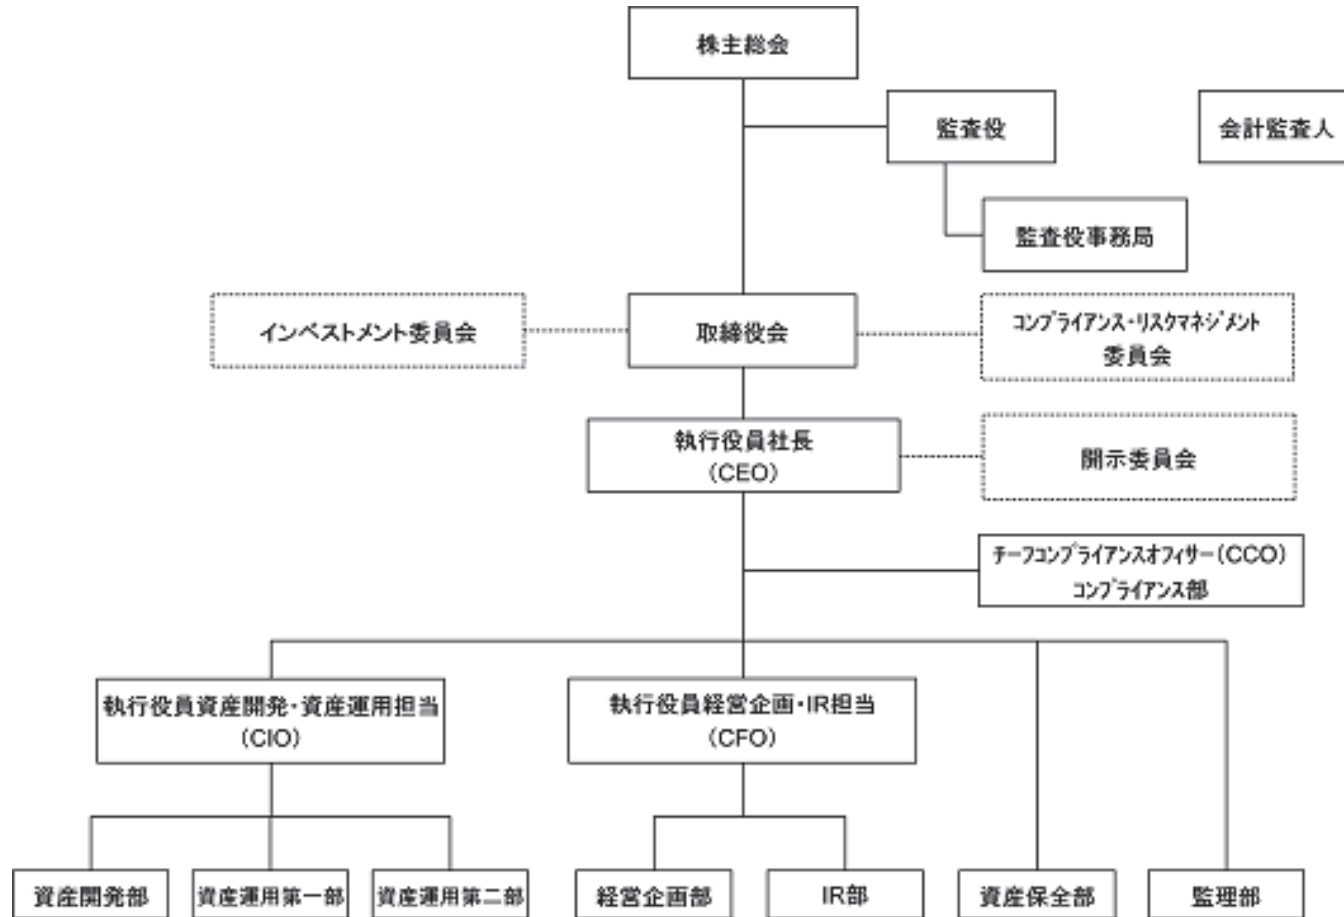 株主総会
監査役
会計監査人
監査役事務局
インベストメント委員会
取締役会
コンプライアンス・リスクマネジメント
委員会
執行役員社長
(CEO)
開示委員会
チーフコンプライアンスオフィサー(CCO)
コンプライアンス部
執行役員資産開発・資産運用担当
(CIO)
執行役員経営企画・IR担当
(CFO)
資産開発部
資産運用第一部
資産運用第二部
経営企画部
IR部
資産保全部
監理部